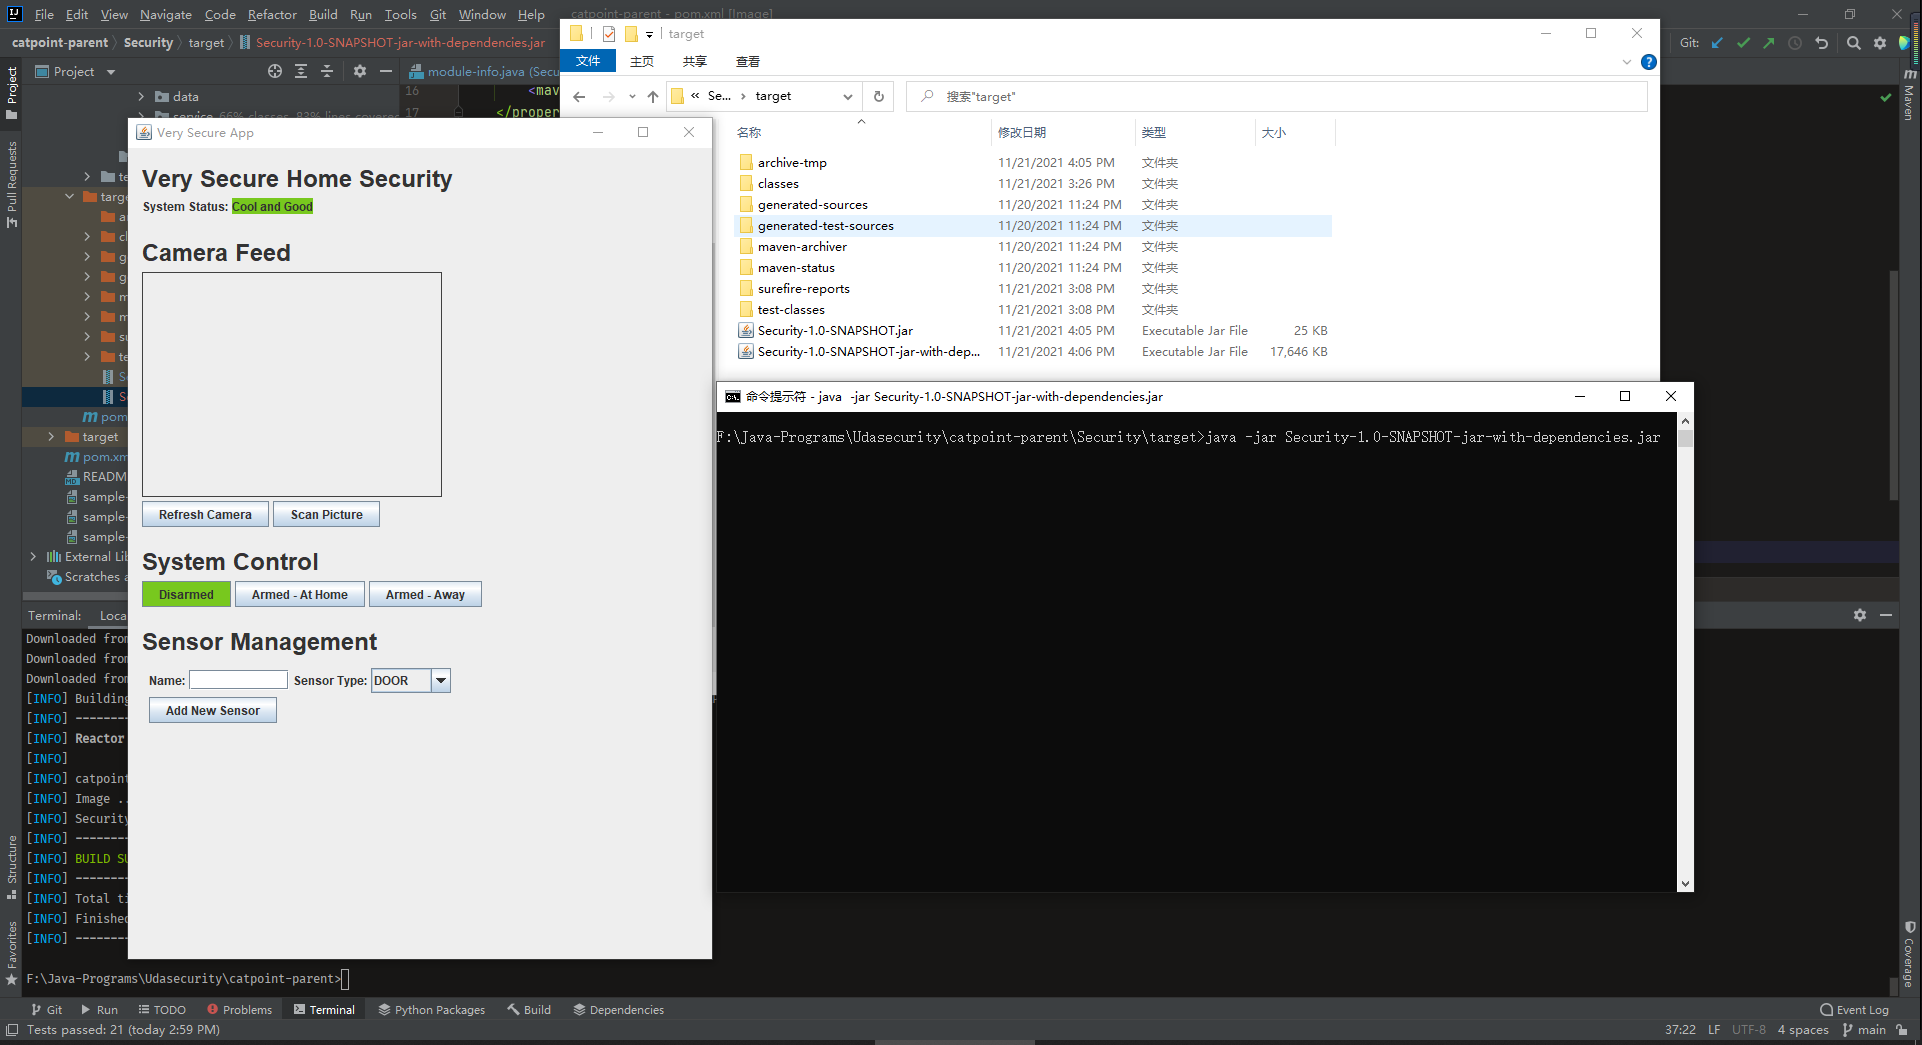 File Edit View Navigate Code Refactor Build Run Tools Git Window Help catpoint-parent - pom.xml [Image]
catpoint-parent Security target Security-1.0-SNAPSHOT-jar-with-dependencies.jar
Git:
Project
module-info.java (Secu
Project
Pull Requests
Structure
Favorites
Maven
Coverage
data
service 66% classes, 83% lines covered
te
targe
a
cl
g
g
m
m
su
te
Se
S
pom
target
pom.xm
README
sample-
sample-
sample-
External Lib
Scratches a
16 <mav
17 </proper
target
文件 主页 共享 查看
« Se... › target
搜索"target"
名称 修改日期 类型 大小
archive-tmp 11/21/2021 4:05 PM 文件夹
classes 11/21/2021 3:26 PM 文件夹
generated-sources 11/20/2021 11:24 PM 文件夹
generated-test-sources 11/20/2021 11:24 PM 文件夹
maven-archiver 11/20/2021 11:24 PM 文件夹
maven-status 11/20/2021 11:24 PM 文件夹
surefire-reports 11/21/2021 3:08 PM 文件夹
test-classes 11/21/2021 3:08 PM 文件夹
Security-1.0-SNAPSHOT.jar 11/21/2021 4:05 PM Executable Jar File 25 KB
Security-1.0-SNAPSHOT-jar-with-dep... 11/21/2021 4:06 PM Executable Jar File 17,646 KB
Very Secure App
Very Secure Home Security
System Status: Cool and Good
Camera Feed
Refresh Camera Scan Picture
System Control
Disarmed Armed - At Home Armed - Away
Sensor Management
Name: Sensor Type: DOOR
Add New Sensor
命令提示符 - java -jar Security-1.0-SNAPSHOT-jar-with-dependencies.jar
F:\Java-Programs\Udasecurity\catpoint-parent\Security\target>java -jar Security-1.0-SNAPSHOT-jar-with-dependencies.jar
Terminal: Loca
Downloaded from
Downloaded from
Downloaded from
[INFO] Building
[INFO] --------
[INFO] Reactor
[INFO]
[INFO] catpoint
[INFO] Image ..
[INFO] Security
[INFO] --------
[INFO] BUILD SU
[INFO] --------
[INFO] Total ti
[INFO] Finished
[INFO] --------
F:\Java-Programs\Udasecurity\catpoint-parent>
Git Run TODO Problems Terminal Python Packages Build Dependencies Event Log
Tests passed: 21 (today 2:59 PM) 37:22 LF UTF-8 4 spaces main